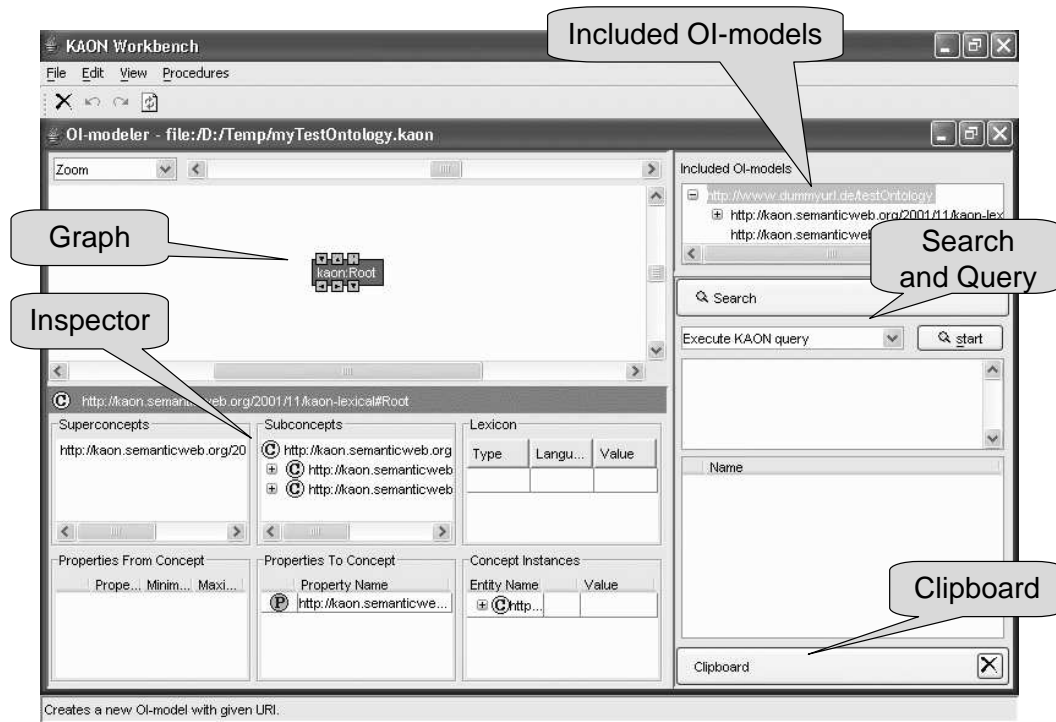 Included OI-models
KAON Workbench
File Edit View Procedures
OI-modeler - file:/D:/Temp/myTestOntology.kaon
Zoom
Included OI-models
http://www.dummyurl.de/testOntology
http://kaon.semanticweb.org/2001/11/kaon-lex
http://kaon.semanticwe
Graph
kaon:Root
Search
and Query
Search
Inspector
Execute KAON query
start
http://kaon.semanticweb.org/2001/11/kaon-lexical#Root
Superconcepts
Subconcepts
Lexicon
http://kaon.semanticweb.org/20
http://kaon.semanticweb.org
http://kaon.semanticweb
http://kaon.semanticweb
Type Langu... Value
Name
Properties From Concept
Properties To Concept
Concept Instances
Prope... Minim... Maxi...
Property Name
Entity Name Value
http://kaon.semanticwe...
http...
Clipboard
Clipboard
Creates a new OI-model with given URI.